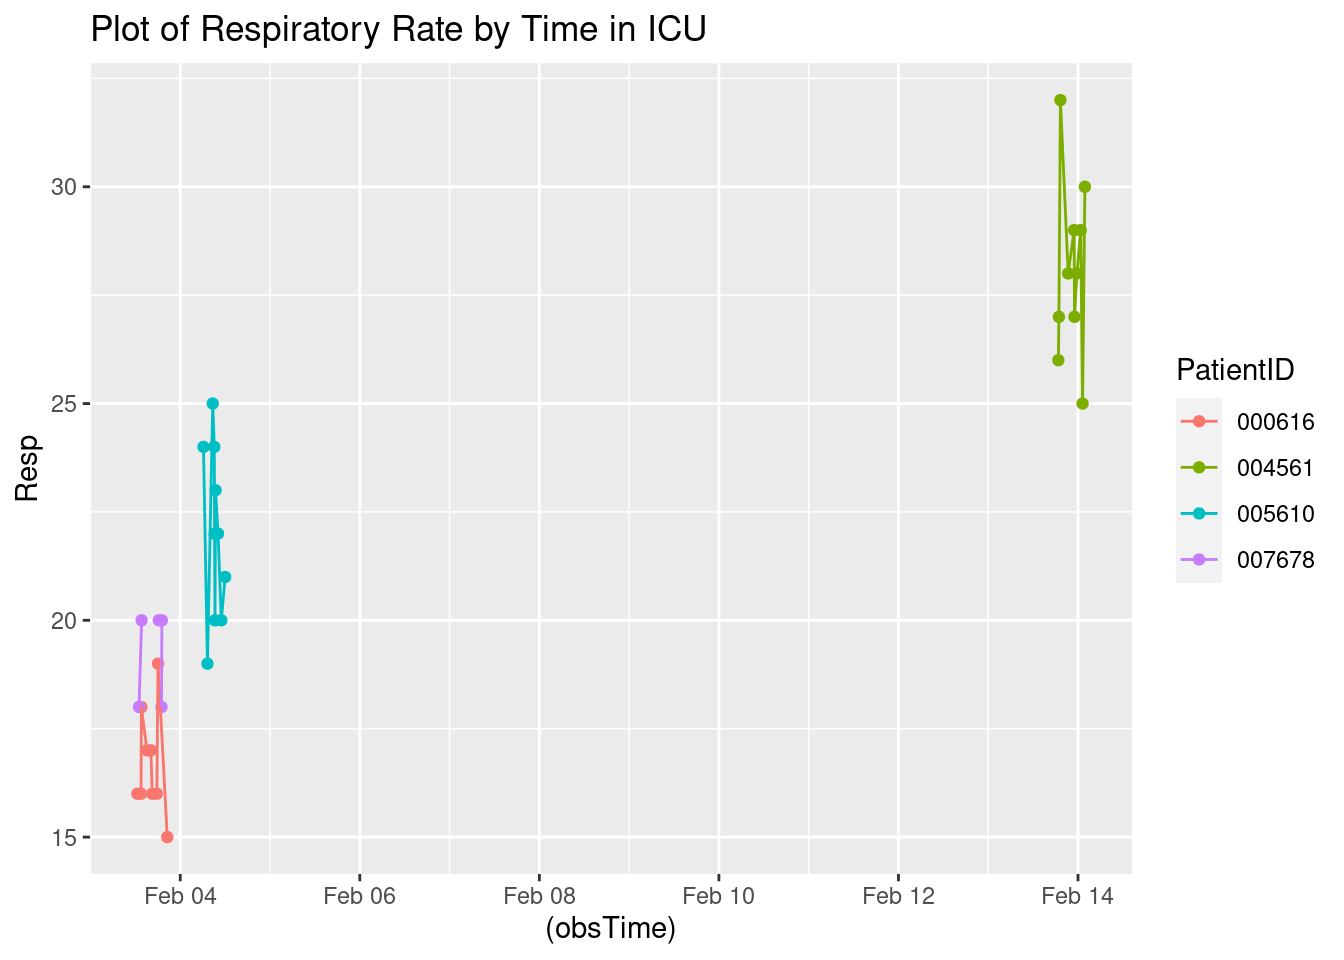 Plot of Respiratory Rate by Time in ICU
30
25
20
15
Resp
Feb 04 Feb 06 Feb 08 Feb 10 Feb 12 Feb 14
(obsTime)
PatientID
000616
004561
005610
007678